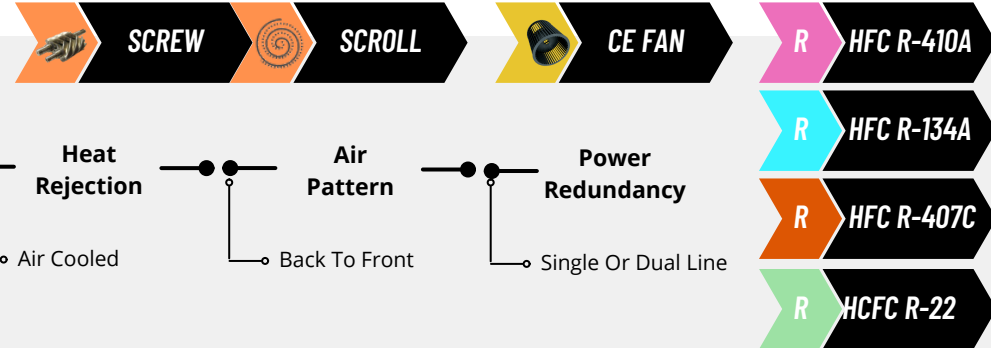 SCREW
SCROLL
CE FAN
R HFC R-410A
R HFC R-134A
R HFC R-407C
R HCFC R-22
Heat
Rejection
Air Cooled
Air
Pattern
Back To Front
Power
Redundancy
Single Or Dual Line